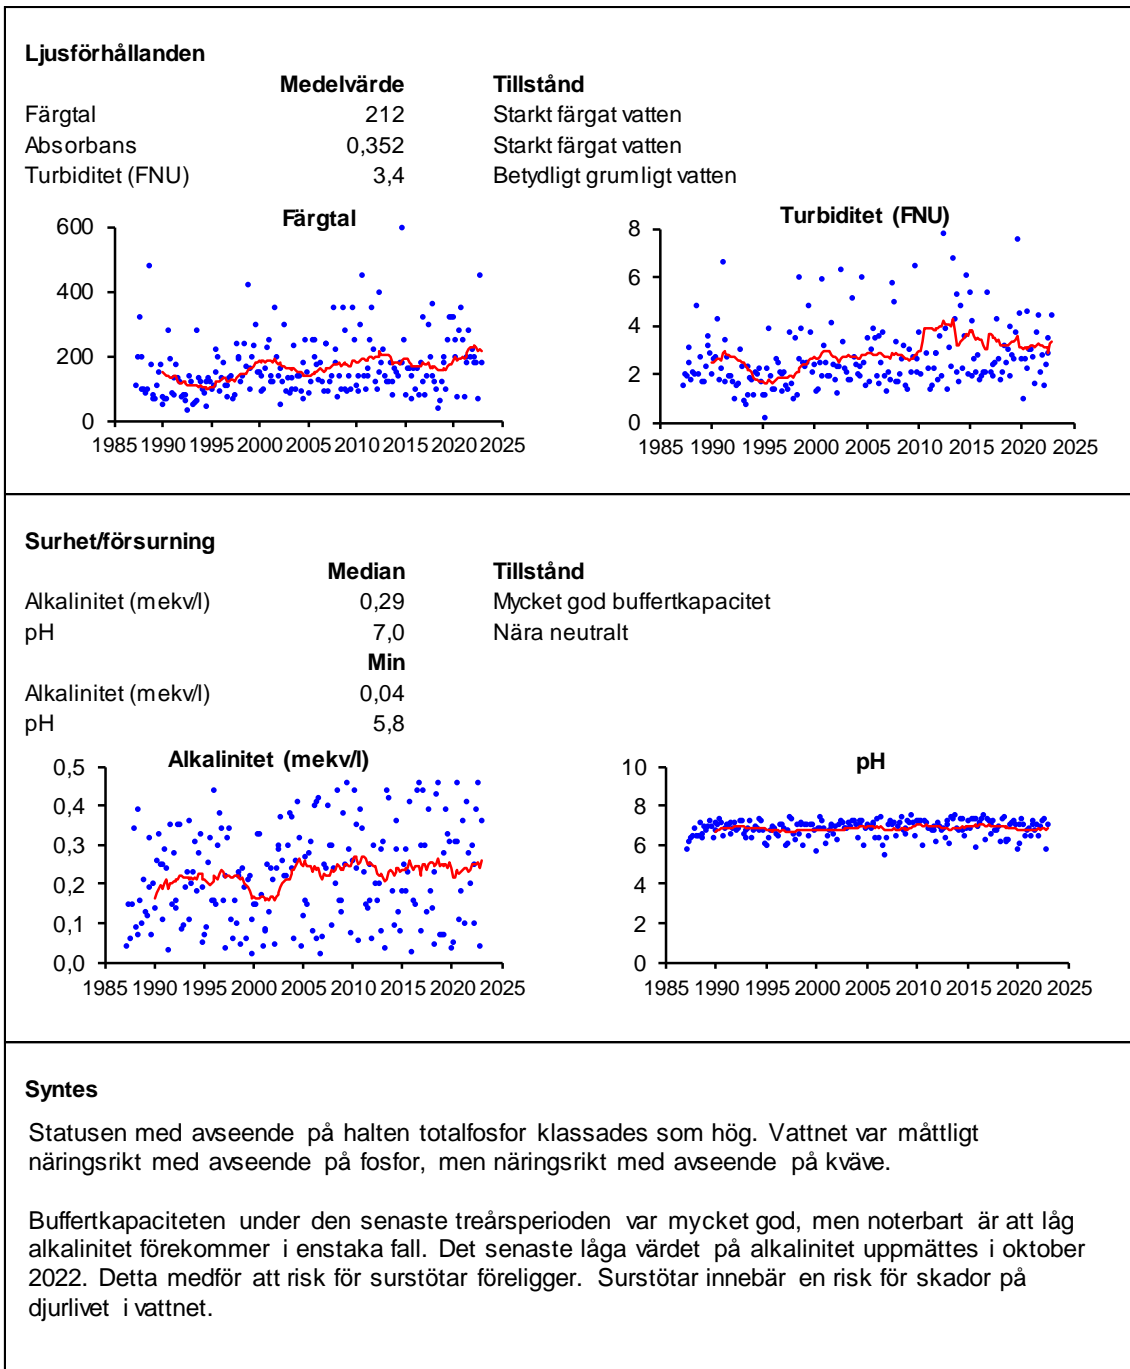 Ljusförhållanden
Medelvärde Tillstånd
Färgtal 212 Starkt färgat vatten
Absorbans 0,352 Starkt färgat vatten
Turbiditet (FNU) 3,4 Betydligt grumligt vatten
Färgtal
600
400
200
0
1985 1990 1995 2000 2005 2010 2015 2020 2025
Turbiditet (FNU)
8
6
4
2
0
1985 1990 1995 2000 2005 2010 2015 2020 2025
Surhet/försurning
Median Tillstånd
Alkalinitet (mekv/l) 0,29 Mycket god buffertkapacitet
pH 7,0 Nära neutralt
Min
Alkalinitet (mekv/l) 0,04
pH 5,8
Alkalinitet (mekv/l)
0,5
0,4
0,3
0,2
0,1
0,0
1985 1990 1995 2000 2005 2010 2015 2020 2025
pH
10
8
6
4
2
0
1985 1990 1995 2000 2005 2010 2015 2020 2025
Syntes
Statusen med avseende på halten totalfosfor klassades som hög. Vattnet var måttligt
näringsrikt med avseende på fosfor, men näringsrikt med avseende på kväve.
Buffertkapaciteten under den senaste treårsperioden var mycket god, men noterbart är att låg
alkalinitet förekommer i enstaka fall. Det senaste låga värdet på alkalinitet uppmättes i oktober
2022. Detta medför att risk för surstötar föreligger. Surstötar innebär en risk för skador på
djurlivet i vattnet.